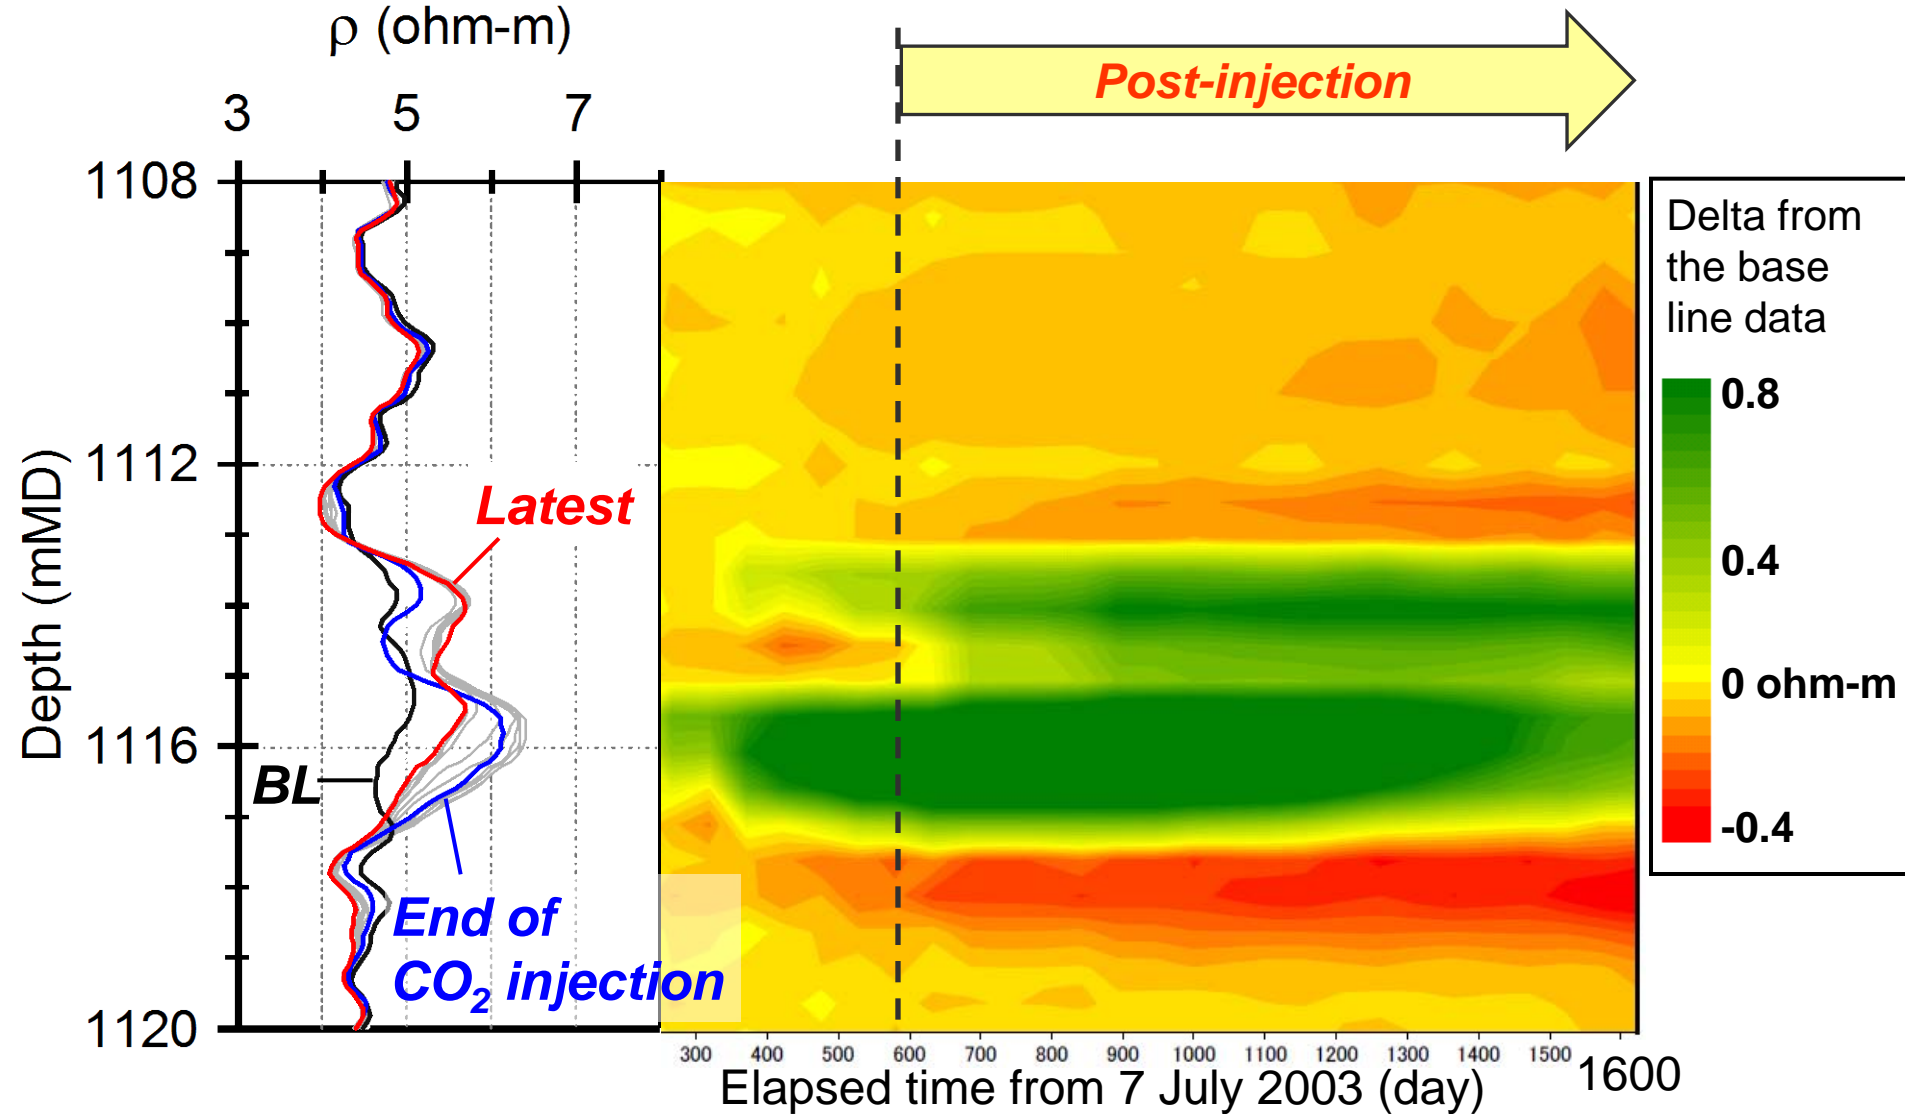 ρ (ohm-m)
3 5 7
Post-injection
1108
1112
1116
1120
Depth (mMD)
Latest
BL
End of
CO₂ injection
300 400 500 600 700 800 900 1000 1100 1200 1300 1400 1500 1600
Elapsed time from 7 July 2003 (day)
Delta from
the base
line data
0.8
0.4
0 ohm-m
-0.4